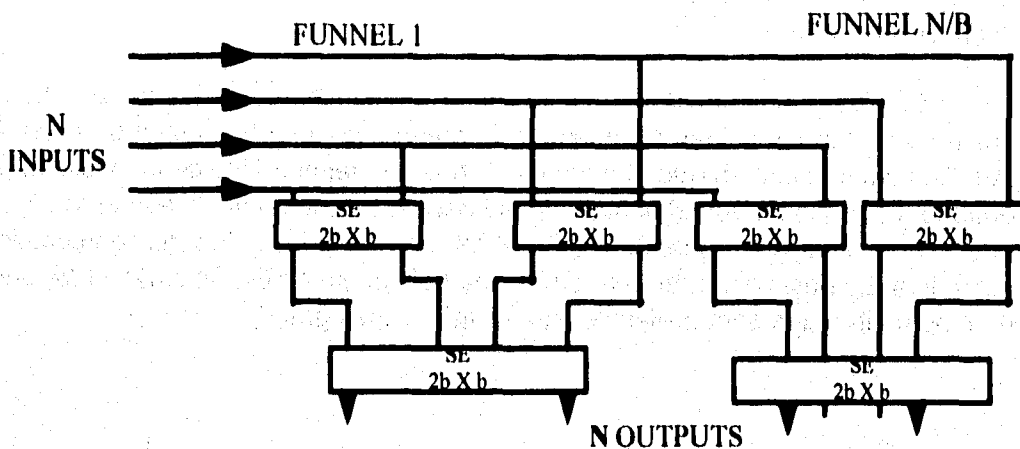 FUNNEL 1
FUNNEL N/B
N
INPUTS
SE
2b X b
SE
2b X b
SE
2b X b
SE
2b X b
SE
2b X b
SE
2b X b
N OUTPUTS